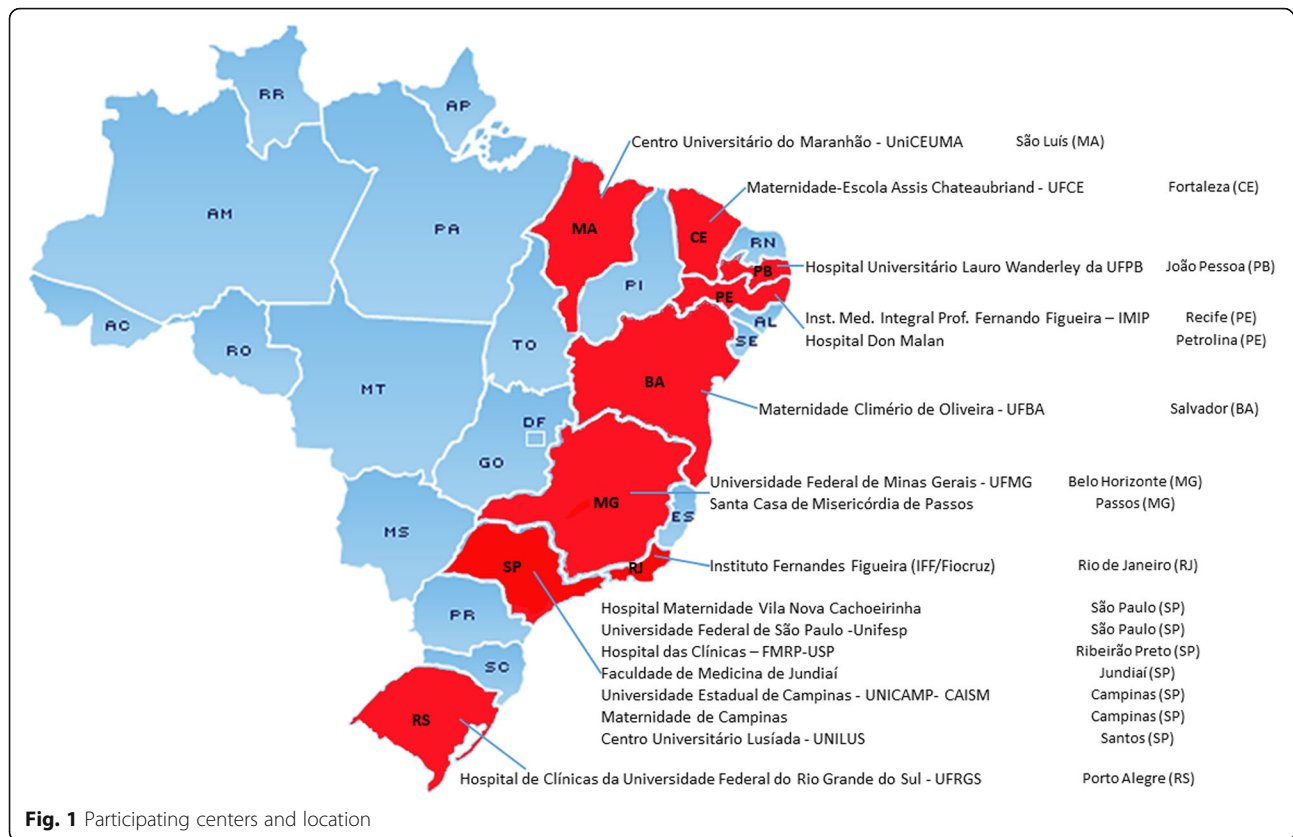 RR
AP
AM
PA
MA
CE
RN
PB
PI
PE
AL
SE
AC
RO
TO
MT
BA
DF
GO
MG
ES
MS
SP
RJ
PR
SC
RS
Centro Universitário do Maranhão - UniCEUMA São Luís (MA)
Maternidade-Escola Assis Chateaubriand - UFCE Fortaleza (CE)
Hospital Universitário Lauro Wanderley da UFPB João Pessoa (PB)
Inst. Med. Integral Prof. Fernando Figueira – IMIP Recife (PE)
Hospital Don Malan Petrolina (PE)
Maternidade Climério de Oliveira - UFBA Salvador (BA)
Universidade Federal de Minas Gerais - UFMG Belo Horizonte (MG)
Santa Casa de Misericórdia de Passos Passos (MG)
Instituto Fernandes Figueira (IFF/Fiocruz) Rio de Janeiro (RJ)
Hospital Maternidade Vila Nova Cachoeirinha São Paulo (SP)
Universidade Federal de São Paulo -Unifesp São Paulo (SP)
Hospital das Clínicas – FMRP-USP Ribeirão Preto (SP)
Faculdade de Medicina de Jundiaí Jundiaí (SP)
Universidade Estadual de Campinas - UNICAMP- CAISM Campinas (SP)
Maternidade de Campinas Campinas (SP)
Centro Universitário Lusíada - UNILUS Santos (SP)
Hospital de Clínicas da Universidade Federal do Rio Grande do Sul - UFRGS Porto Alegre (RS)
Fig. 1 Participating centers and location